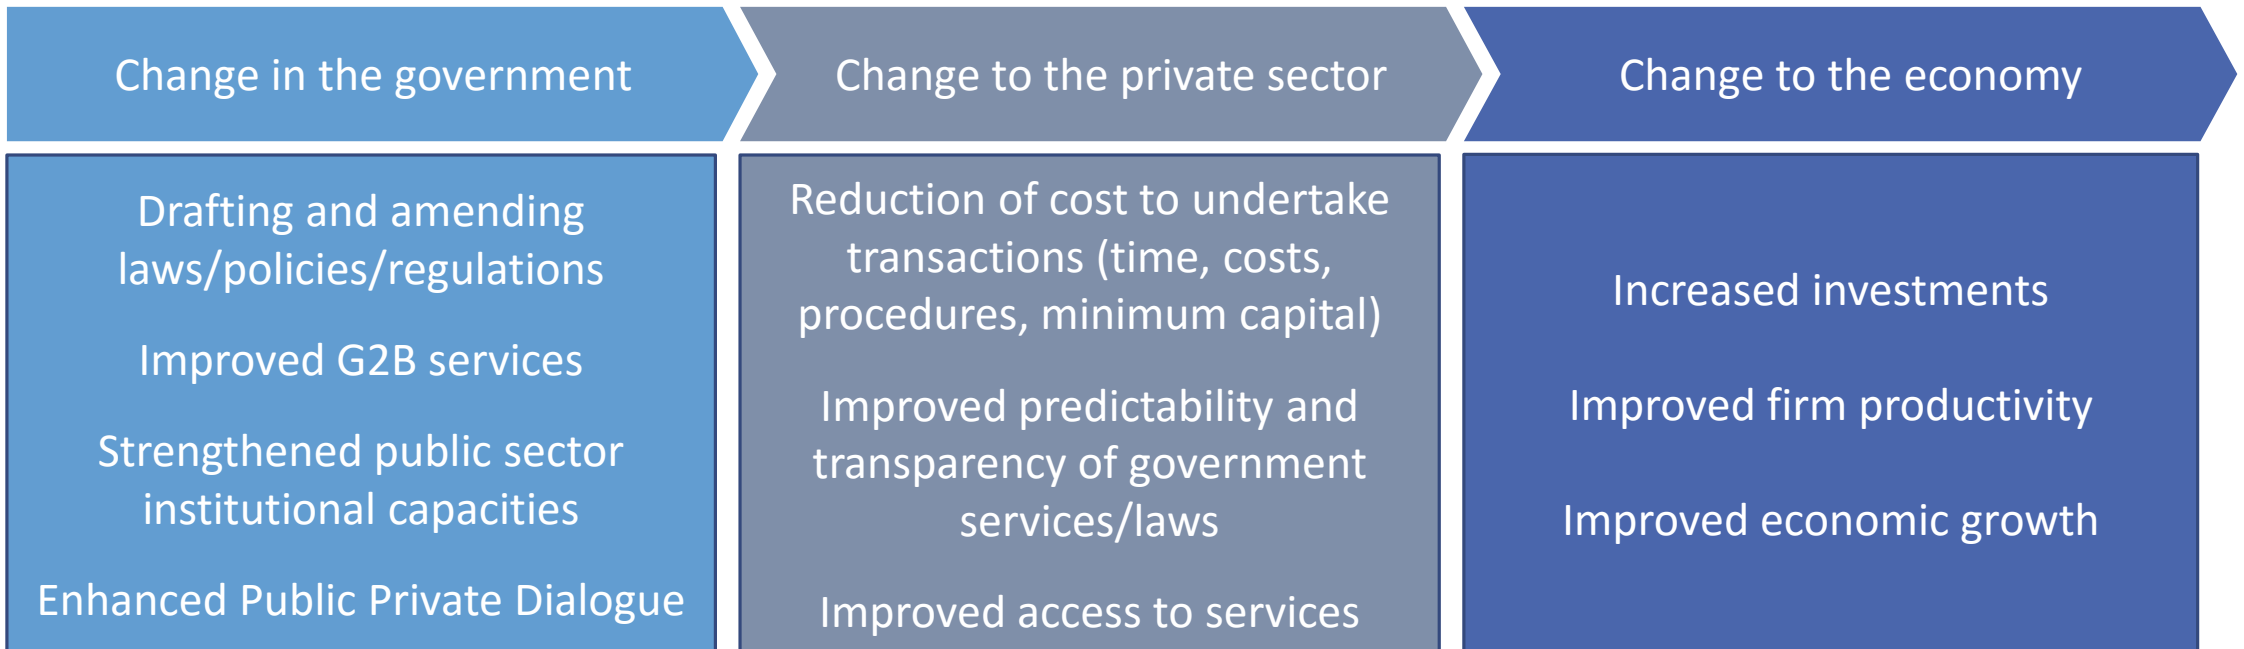 Change in the government
Change to the private sector
Change to the economy
Drafting and amending
laws/policies/regulations
Improved G2B services
Strengthened public sector
institutional capacities
Enhanced Public Private Dialogue
Reduction of cost to undertake
transactions (time, costs,
procedures, minimum capital)
Improved predictability and
transparency of government
services/laws
Improved access to services
Increased investments
Improved firm productivity
Improved economic growth